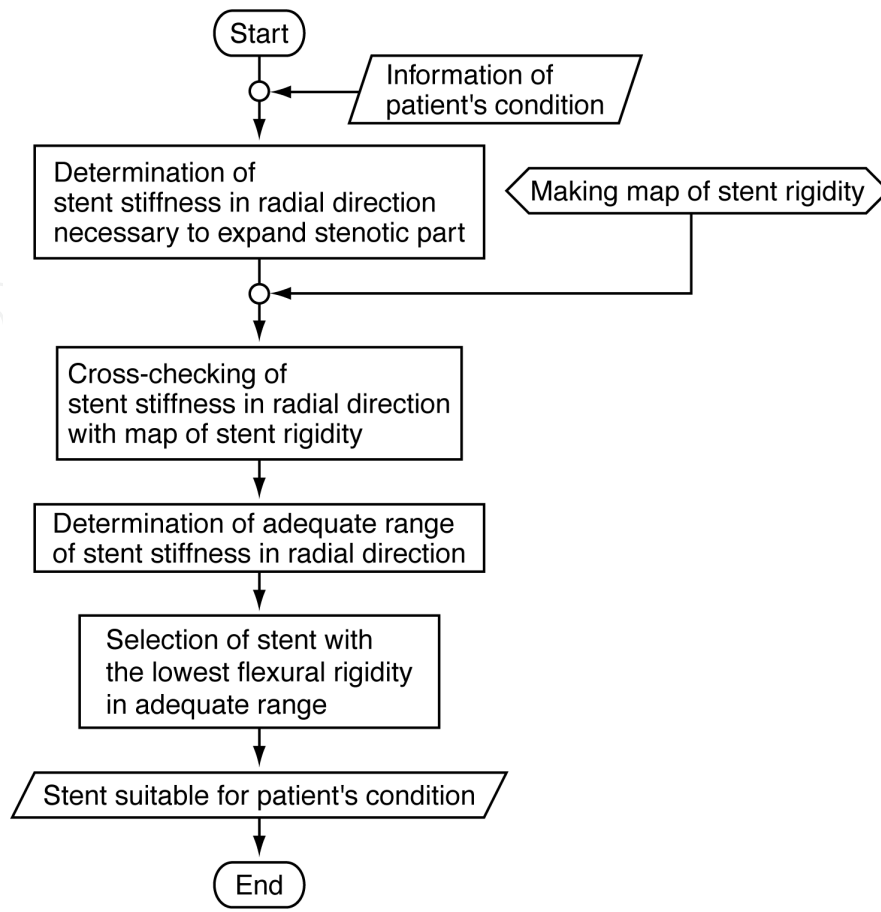 Start
Information of
patient's condition
Determination of
stent stiffness in radial direction
necessary to expand stenotic part
Making map of stent rigidity
Cross-checking of
stent stiffness in radial direction
with map of stent rigidity
Determination of adequate range
of stent stiffness in radial direction
Selection of stent with
the lowest flexural rigidity
in adequate range
Stent suitable for patient's condition
End